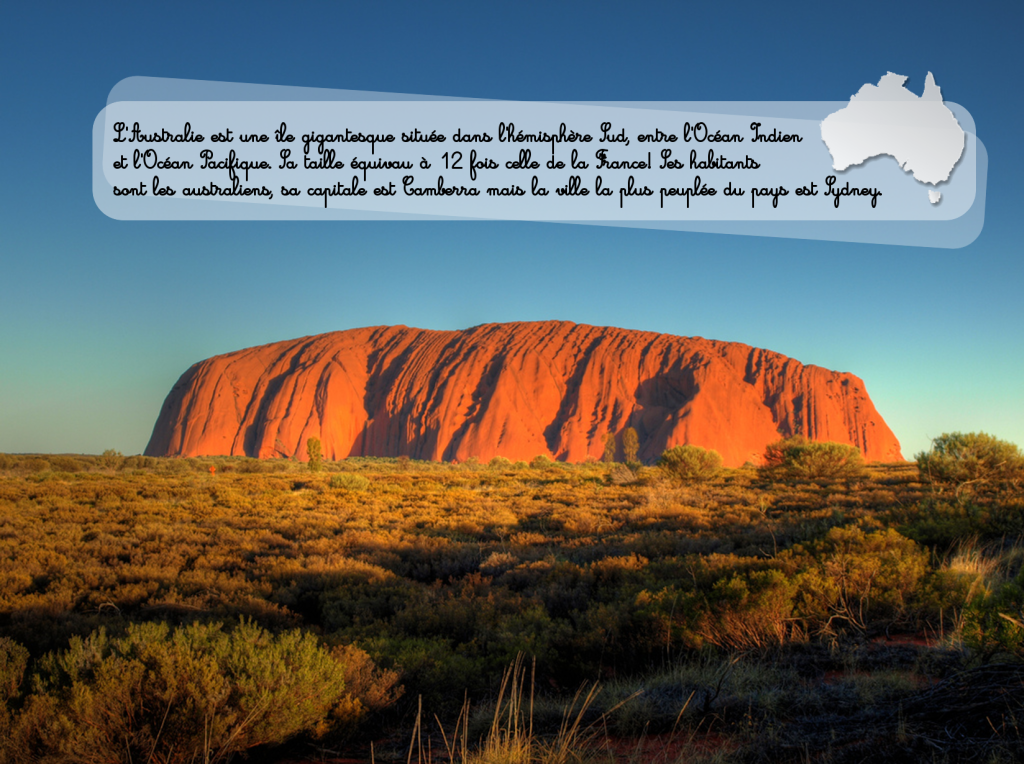 L'Australie est une île gigantesque située dans l'hémisphère Sud, entre l'Océan Indien
et l'Océan Pacifique. Sa taille équivau à 12 fois celle de la France! Ses habitants
sont les australiens, sa capitale est Camberra mais la ville la plus peuplée du pays est Sydney.